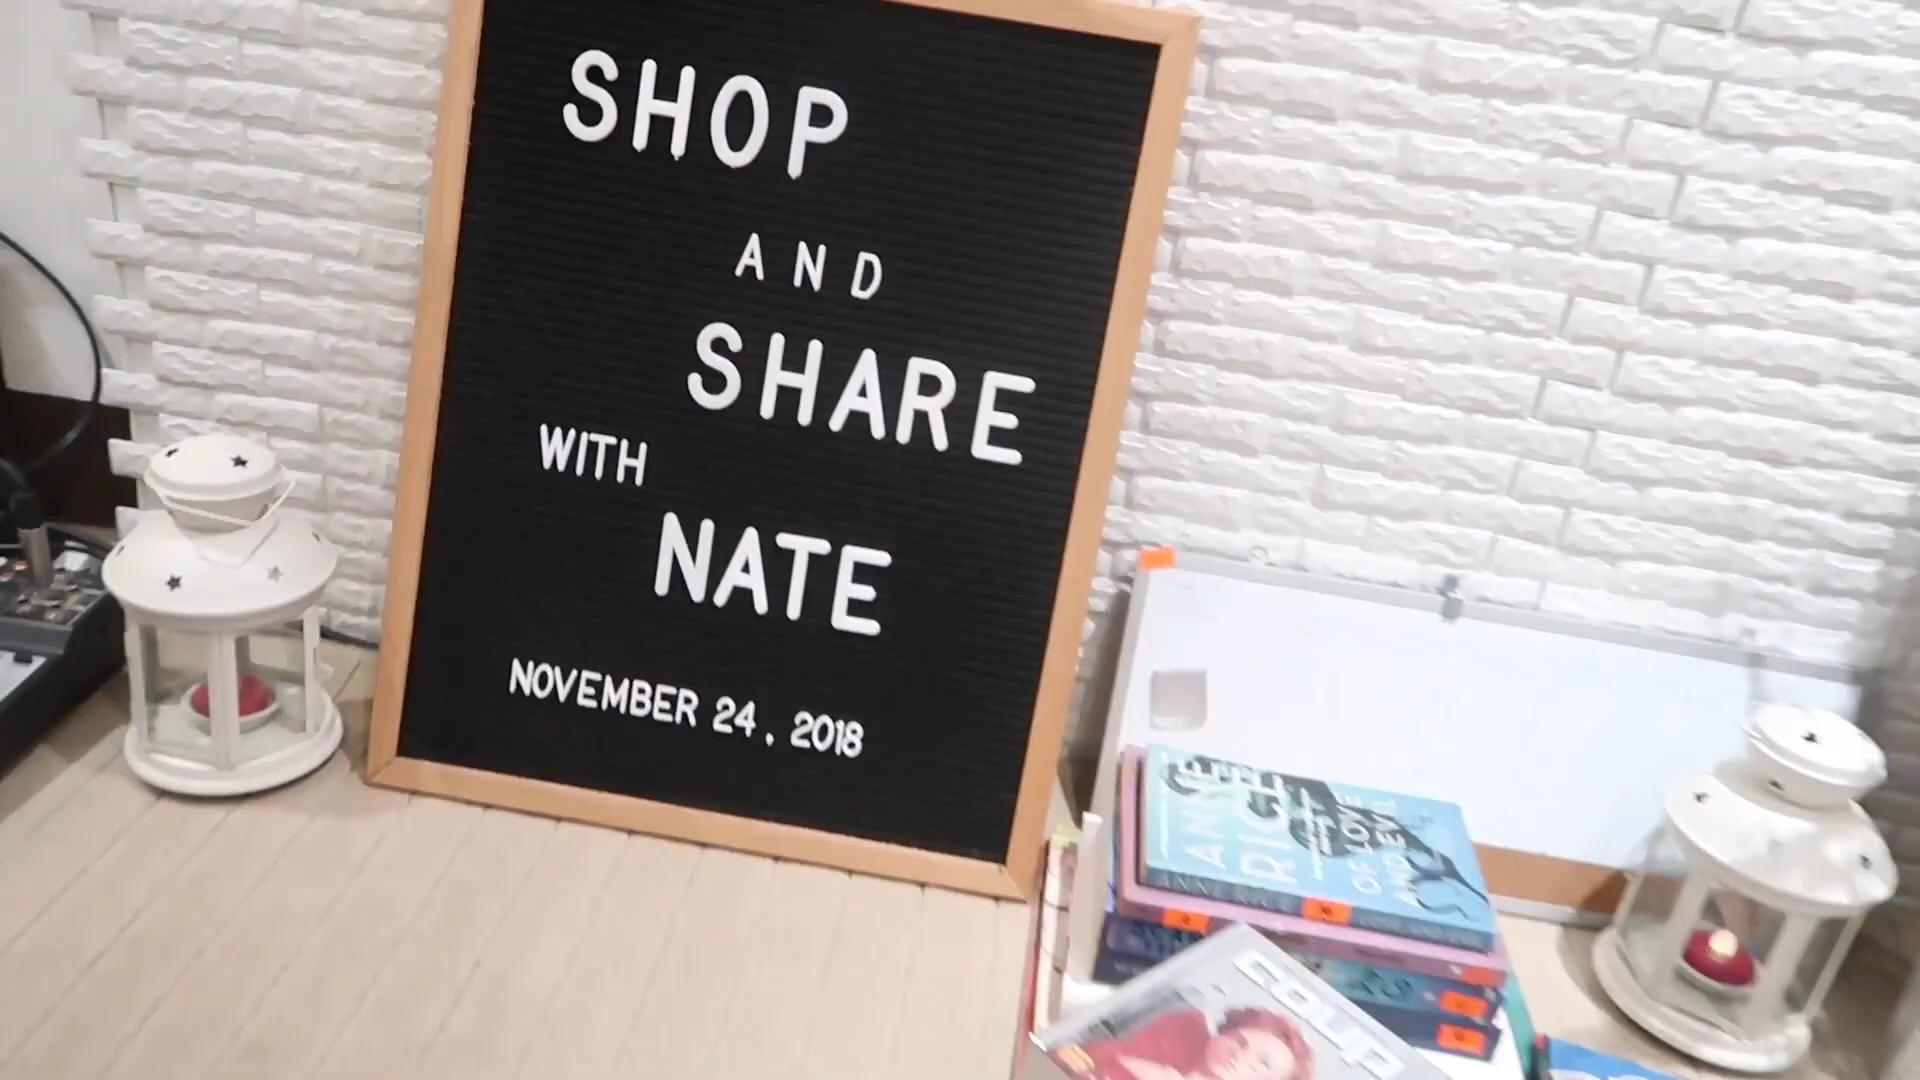 SHOP
AND
SHARE
WITH
NATE
NOVEMBER 24, 2018
ANNE
RICE
OF LOVE
AND EVIL